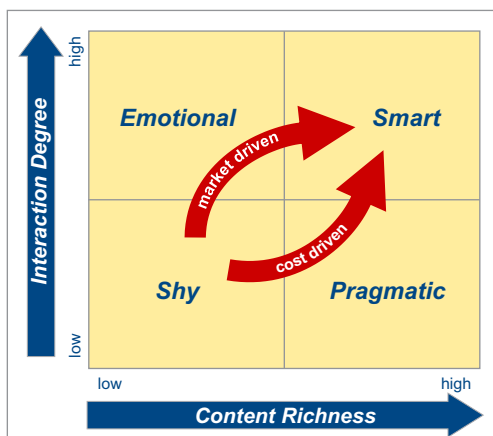 high
Interaction Degree
low
Emotional
Smart
market driven
cost driven
Shy
Pragmatic
low
high
Content Richness